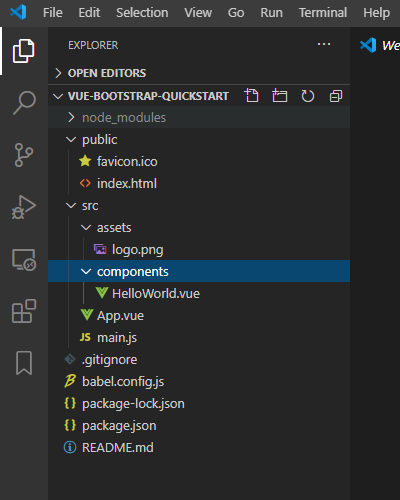 File Edit Selection View Go Run Terminal Help
EXPLORER
OPEN EDITORS
VUE-BOOTSTRAP-QUICKSTART
node_modules
public
favicon.ico
index.html
src
assets
logo.png
components
HelloWorld.vue
App.vue
JS main.js
.gitignore
babel.config.js
package-lock.json
package.json
README.md